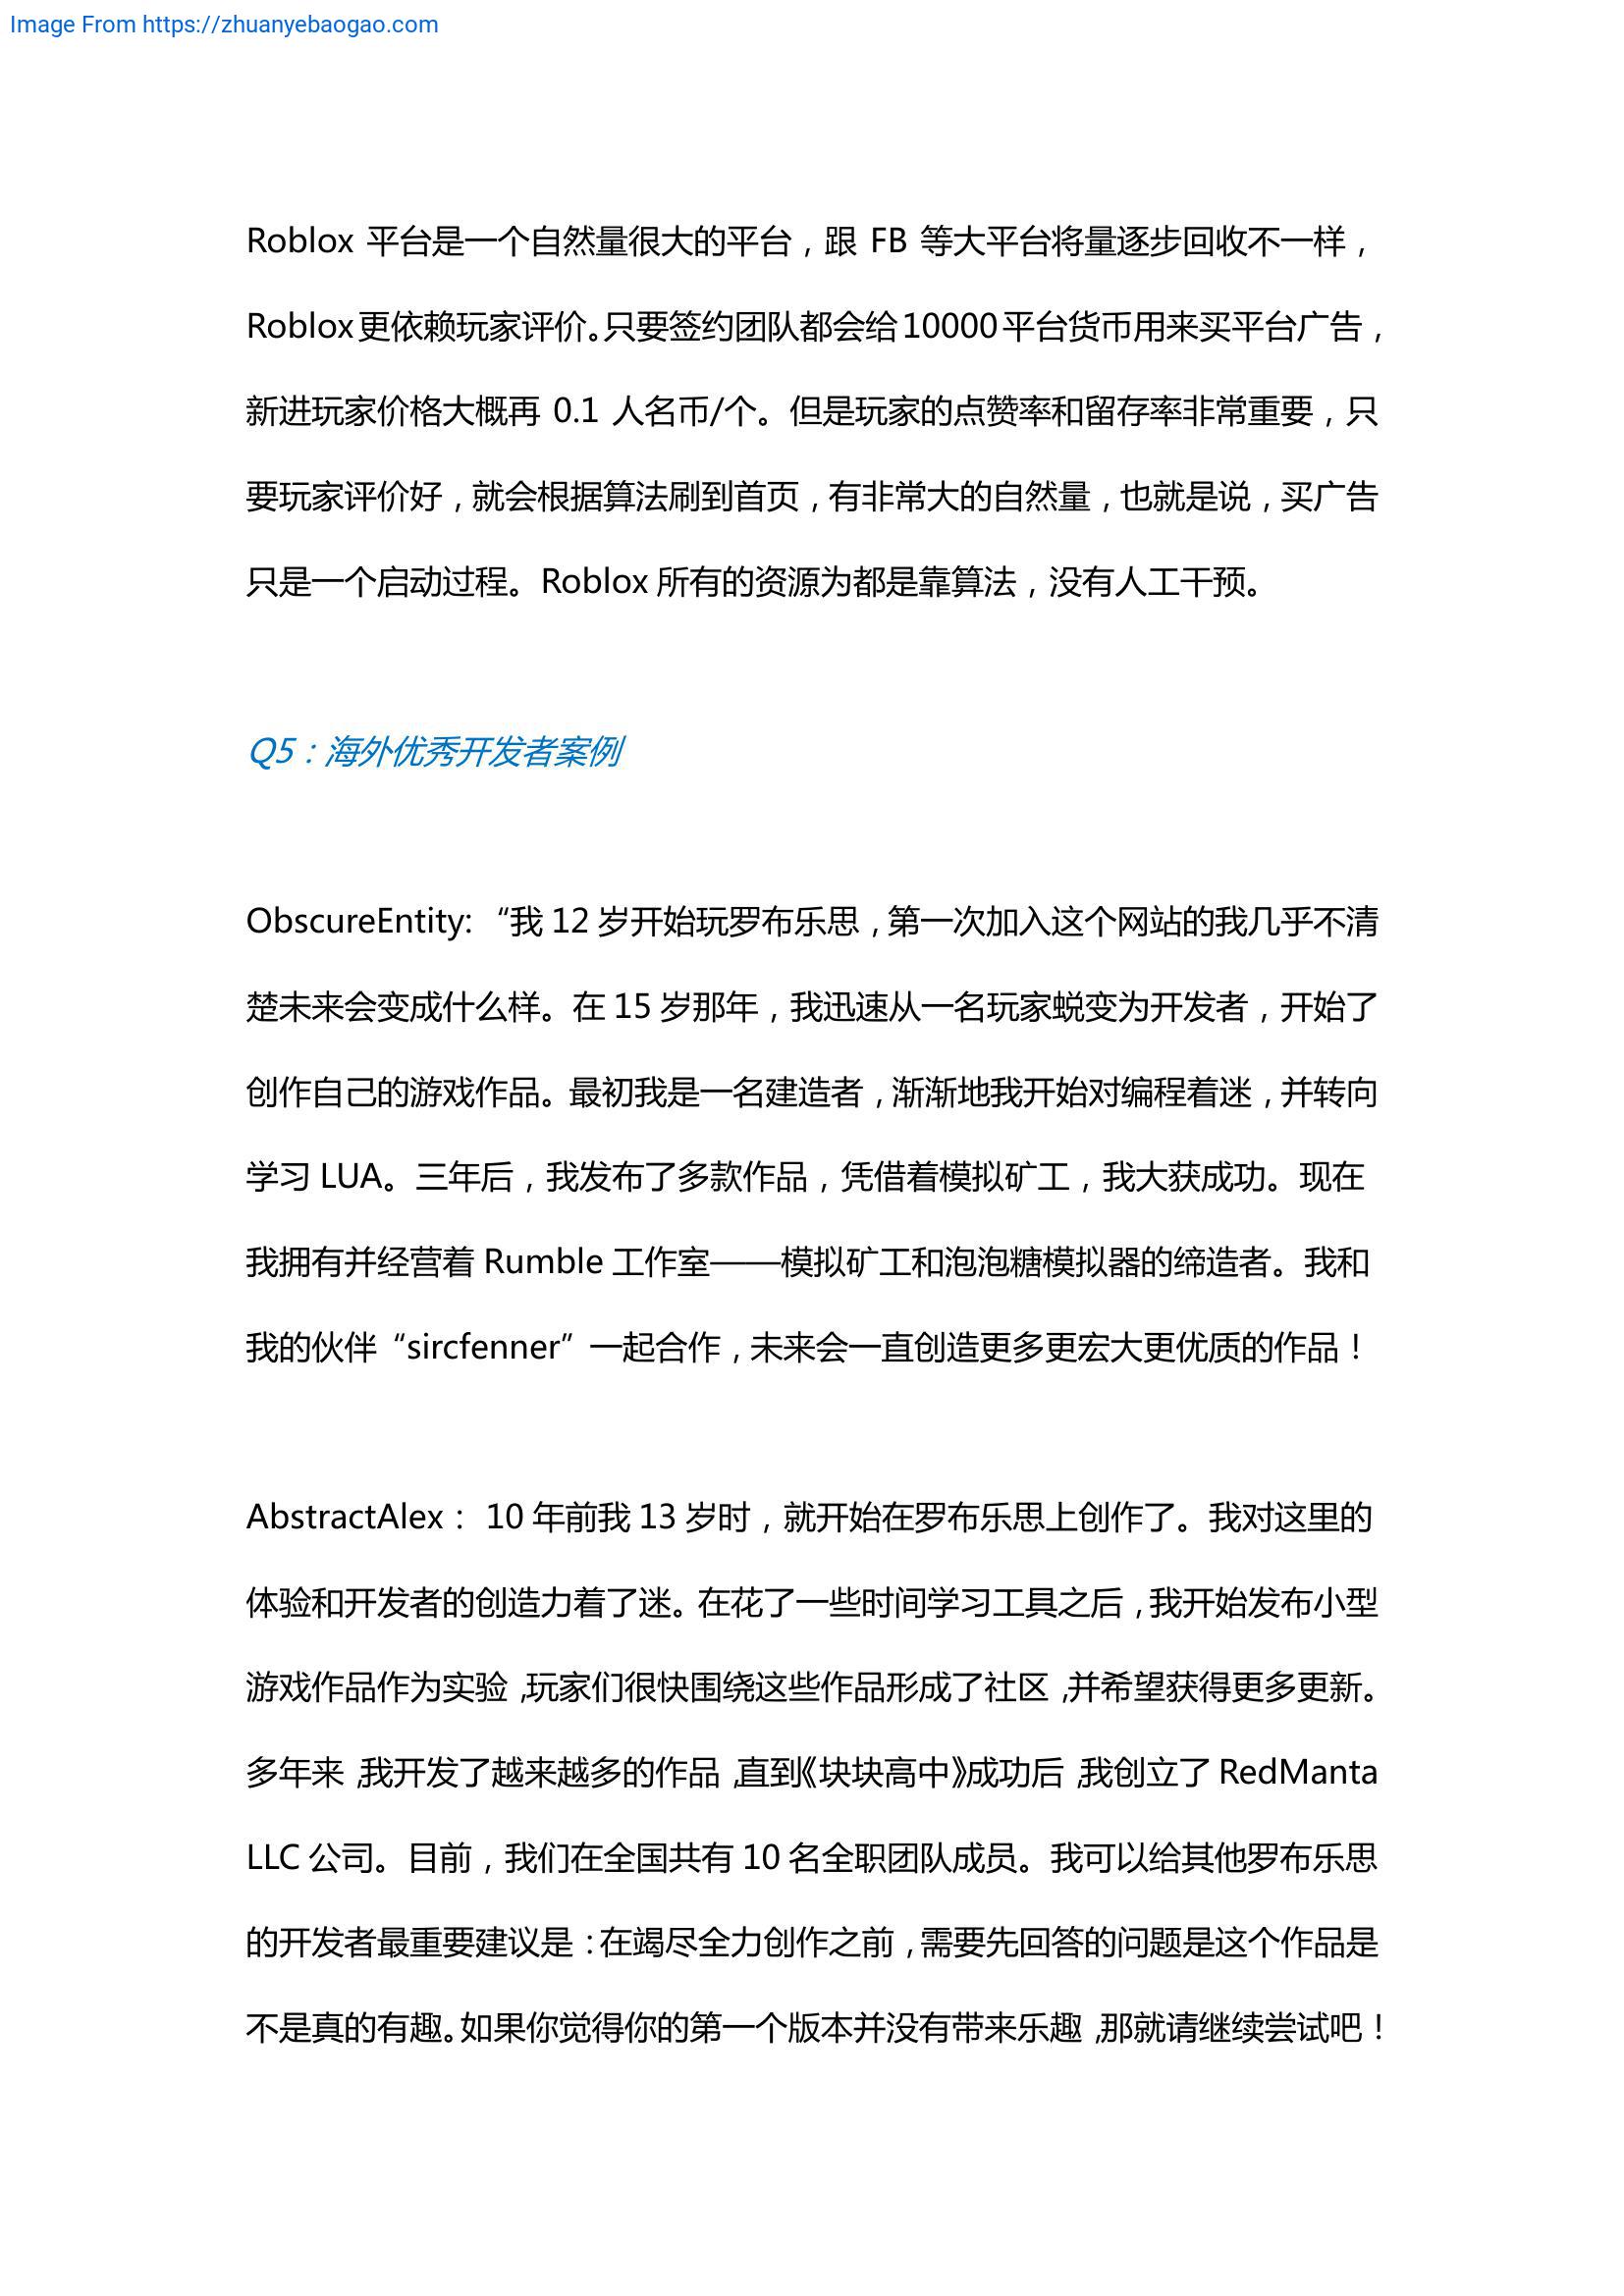 Image From https://zhuanyebaogao.com
Roblox 平台是一个自然量很大的平台，跟 FB 等大平台将量逐步回收不一样，
Roblox更依赖玩家评价。只要签约团队都会给10000平台货币用来买平台广告，
新进玩家价格大概再 0.1 人名币/个。但是玩家的点赞率和留存率非常重要，只
要玩家评价好，就会根据算法刷到首页，有非常大的自然量，也就是说，买广告
只是一个启动过程。Roblox 所有的资源为都是靠算法，没有人工干预。
Q5：海外优秀开发者案例
ObscureEntity: “我 12 岁开始玩罗布乐思，第一次加入这个网站的我几乎不清
楚未来会变成什么样。在 15 岁那年，我迅速从一名玩家蜕变为开发者，开始了
创作自己的游戏作品。最初我是一名建造者，渐渐地我开始对编程着迷，并转向
学习 LUA。三年后，我发布了多款作品，凭借着模拟矿工，我大获成功。现在
我拥有并经营着 Rumble 工作室——模拟矿工和泡泡糖模拟器的缔造者。我和
我的伙伴“sircfenner”一起合作，未来会一直创造更多更宏大更优质的作品！
AbstractAlex： 10 年前我 13 岁时，就开始在罗布乐思上创作了。我对这里的
体验和开发者的创造力着了迷。在花了一些时间学习工具之后，我开始发布小型
游戏作品作为实验，玩家们很快围绕这些作品形成了社区，并希望获得更多更新。
多年来，我开发了越来越多的作品，直到《块块高中》成功后，我创立了 RedManta
LLC 公司。目前，我们在全国共有 10 名全职团队成员。我可以给其他罗布乐思
的开发者最重要建议是：在竭尽全力创作之前，需要先回答的问题是这个作品是
不是真的有趣。如果你觉得你的第一个版本并没有带来乐趣，那就请继续尝试吧！